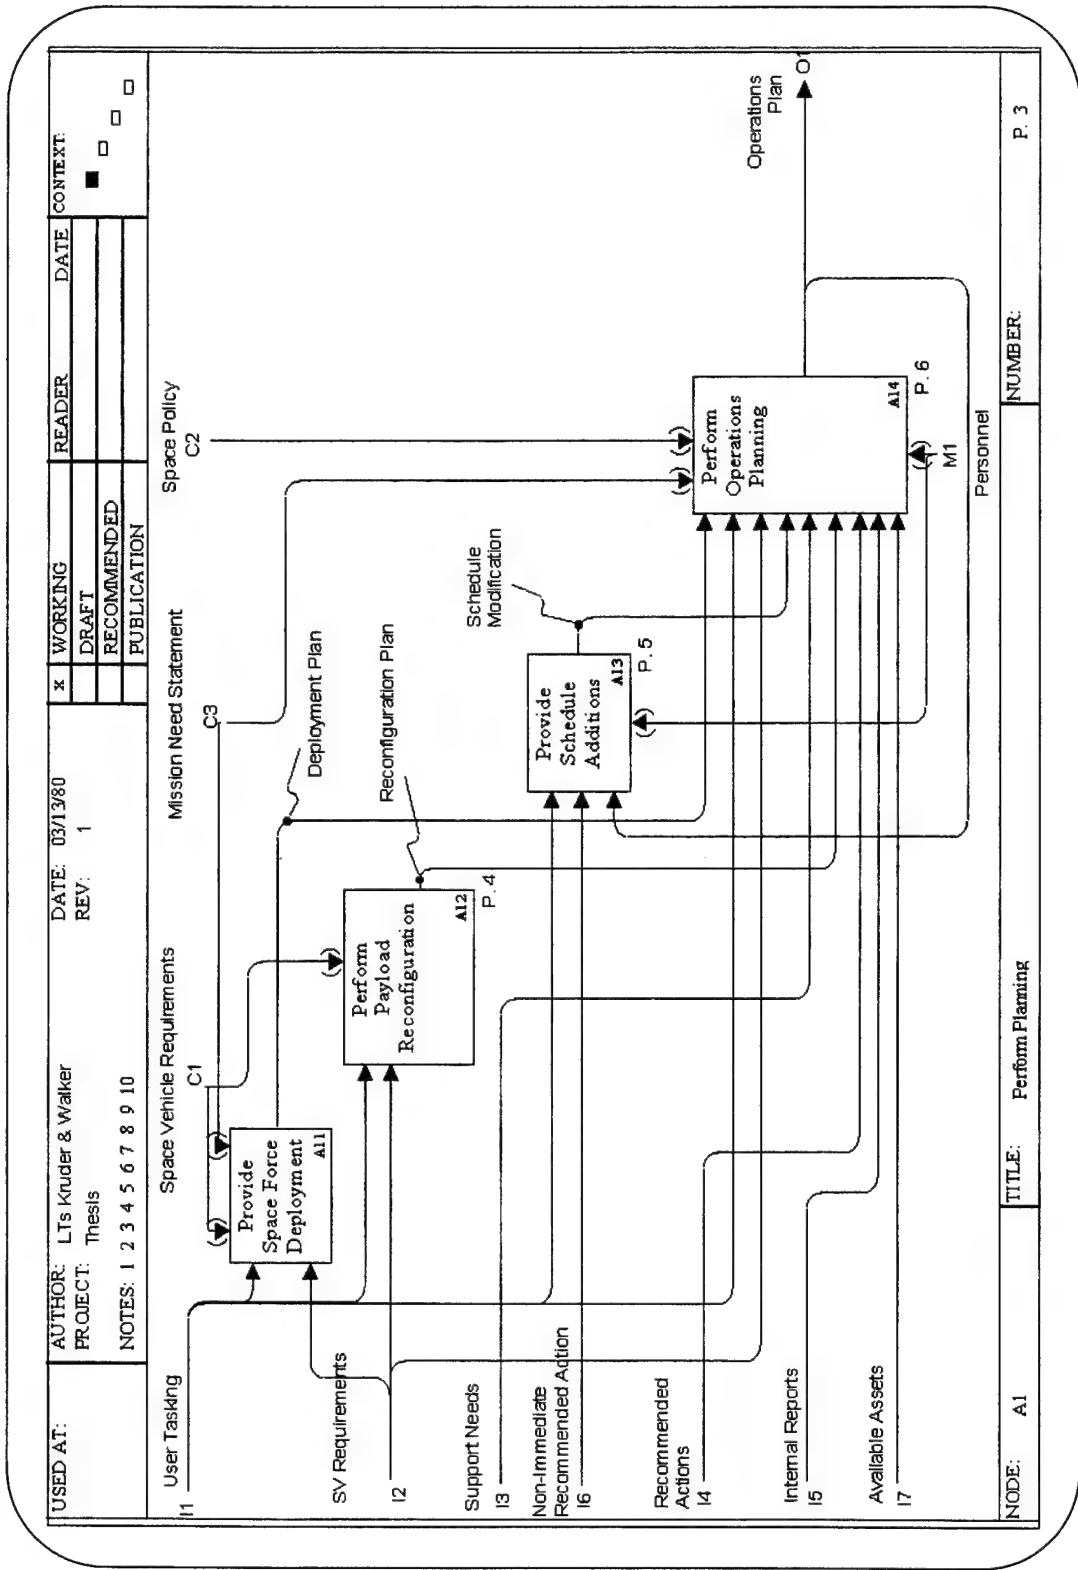 USED AT:
AUTHOR: LTs Kruder & Walker
PROJECT: Thesis
NOTES: 1 2 3 4 5 6 7 8 9 10
DATE: 03/13/80
REV: 1
x WORKING
DRAFT
RECOMMENDED
PUBLICATION
READER DATE
CONTEXT:
User Tasking
I1
SV Requirements
I2
Support Needs
I3
Non-Immediate
Recommended Action
I6
Recommended
Actions
I4
Internal Reports
I5
Available Assets
I7
Space Vehicle Requirements
C1
Mission Need Statement
C3
Space Policy
C2
Provide
Space Force
Deployment
A11
Perform
Payload
Reconfiguration
A12
P. 4
Deployment Plan
Reconfiguration Plan
Provide
Schedule
Additions
A13
P. 5
Schedule
Modification
Perform
Operations
Planning
A14
P. 6
M1
Personnel
Operations
Plan
O1
NODE: A1
TITLE: Perform Planning
NUMBER: P. 3